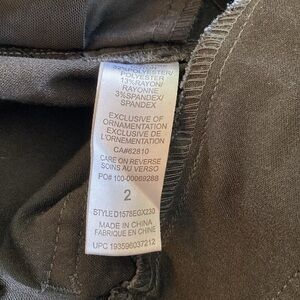 POLYESTER/
POLYESTER
13%RAYON/
RAYONNE
3%SPANDEX/
SPANDEX
EXCLUSIVE OF
ORNAMENTATION
EXCLUSIVE DE
L'ORNEMENTATION
CA#62810
CARE ON REVERSE
SOINS AU VERSO
PO# 100-00069288
2
STYLE D1578EGX230
MADE IN CHINA
FABRIQUE EN CHINE
UPC 193596037212